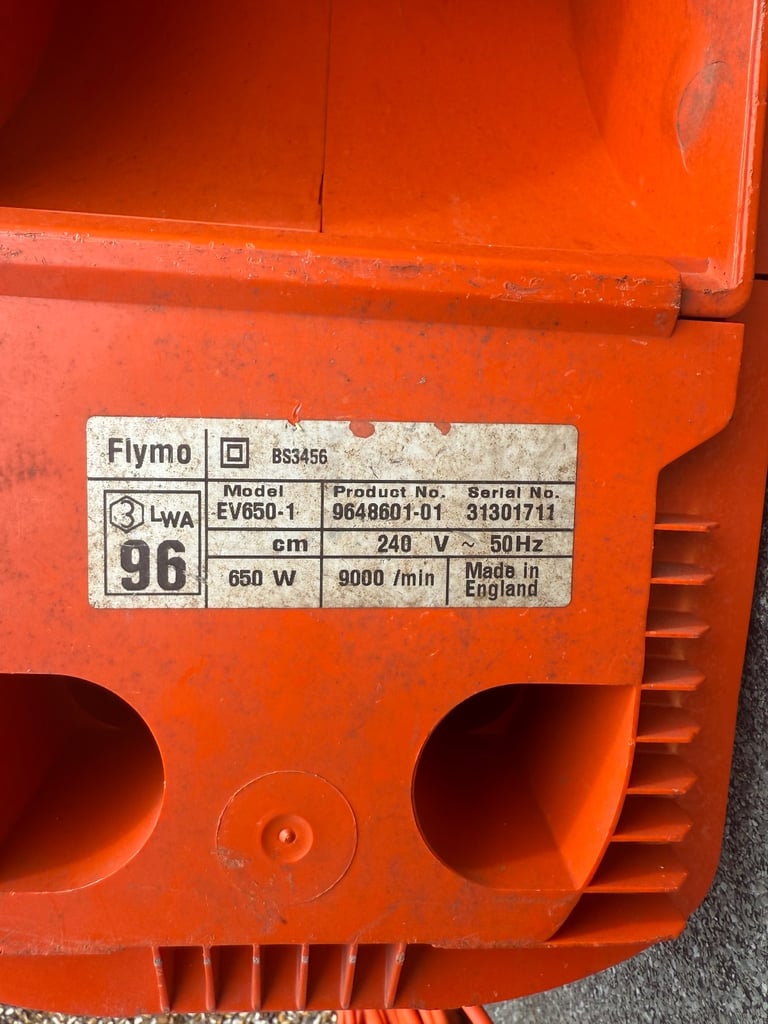 Flymo BS3456
Model Product No. Serial No.
EV650-1 9648601-01 31301711
3 LWA
96
cm 240 V ~ 50Hz
650 W 9000 /min Made in
England